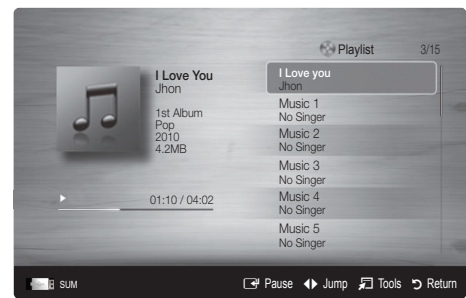 Playlist 3/15
I Love You
Jhon
1st Album
Pop
2010
4.2MB
01:10 / 04:02
I Love you
Jhon
Music 1
No Singer
Music 2
No Singer
Music 3
No Singer
Music 4
No Singer
Music 5
No Singer
SUM
Pause Jump Tools Return